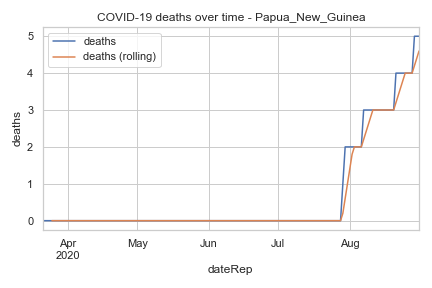 COVID-19 deaths over time - Papua_New_Guinea
deaths
deaths (rolling)
5
4
3
2
1
0
deaths
Apr
2020
May
Jun
Jul
Aug
dateRep